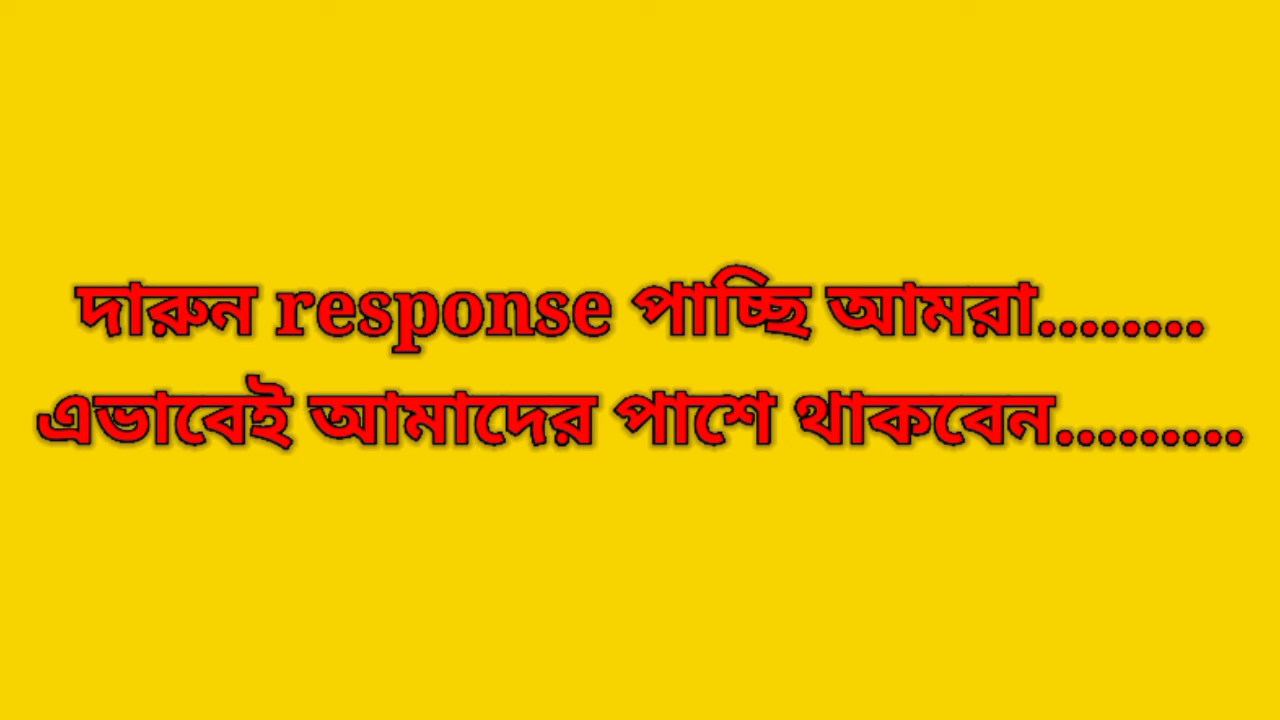 দারুন response পাচ্ছি আমরা........
এভাবেই আমাদের পাশে থাকবেন.........